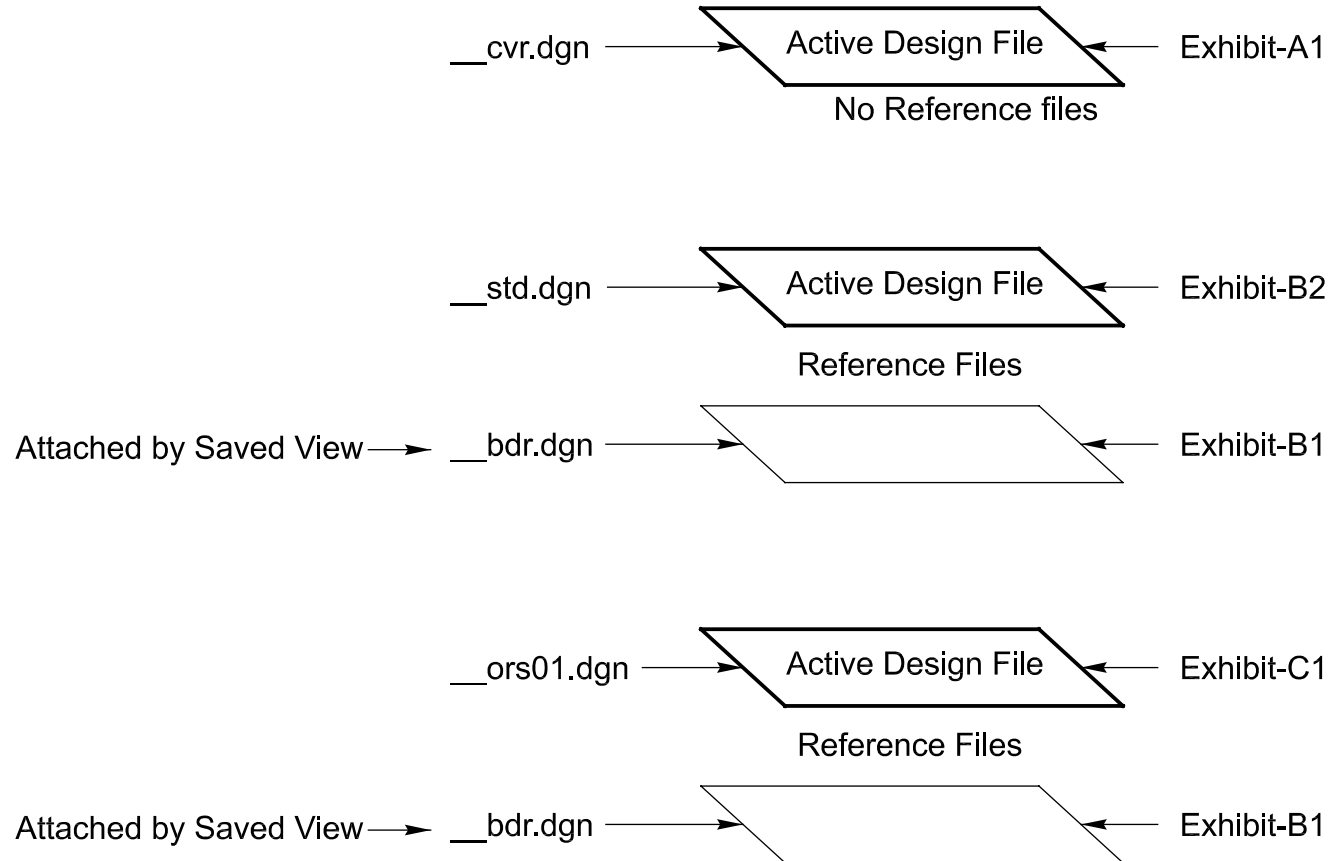 __cvr.dgn Active Design File Exhibit-A1
No Reference files
__std.dgn Active Design File Exhibit-B2
Reference Files
Attached by Saved View __bdr.dgn Exhibit-B1
__ors01.dgn Active Design File Exhibit-C1
Reference Files
Attached by Saved View __bdr.dgn Exhibit-B1